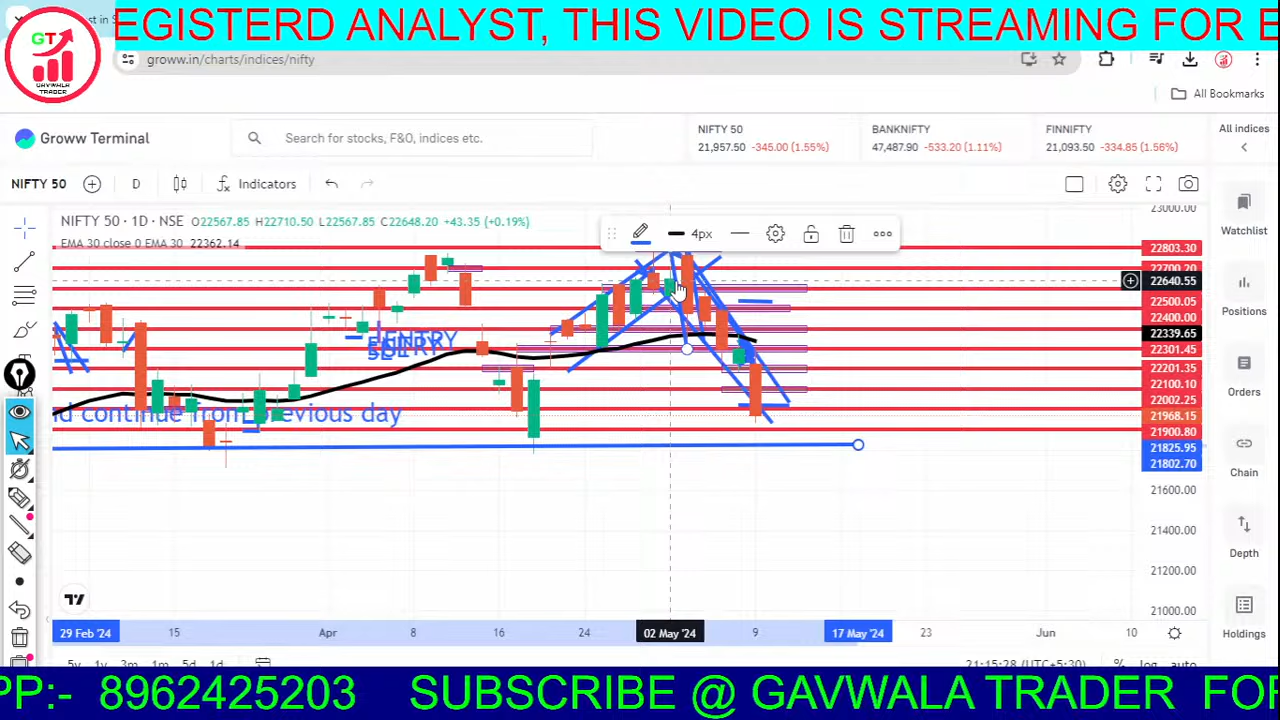 EGISTERD ANALYST, THIS VIDEO IS STREAMING FOR E
GT
GAVWALA
TRADER
groww.in/charts/indices/nifty
All Bookmarks
Groww Terminal
Search for stocks, F&O, indices etc.
NIFTY 50
21,957.50 -345.00 (1.55%)
BANKNIFTY
47,487.90 -533.20 (1.11%)
FINNIFTY
21,093.50 -334.85 (1.56%)
All indices
NIFTY 50
D
Indicators
NIFTY 50 · 1D · NSE O22567.85 H22710.50 L22567.85 C22648.20 +43.35 (+0.19%)
EMA 30 close 0 EMA 30 22362.14
4px
23000.00
22803.30
22700.20
22640.55
22500.05
22400.00
22339.65
22301.45
22201.35
22100.10
22002.25
21968.15
21900.80
21825.95
21802.70
21600.00
21400.00
21200.00
21000.00
ENTRY
nd continue from previous day
Watchlist
Positions
Orders
Chain
Depth
Holdings
29 Feb '24
15
Apr
8
16
24
02 May '24
9
17 May '24
23
Jun
10
5y 1y 3m 1m 5d 1d
21:15:28 (UTC+5:30)
% log auto
PP:- 8962425203 SUBSCRIBE @ GAVWALA TRADER FO